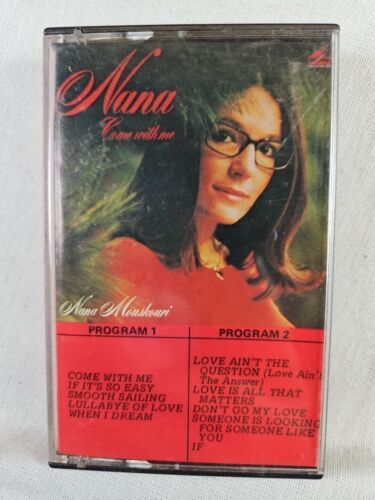 Nana
Come with me
Nana Mouskouri
PROGRAM 1
COME WITH ME
IF IT'S SO EASY
SMOOTH SAILING
LULLABYE OF LOVE
WHEN I DREAM
PROGRAM 2
LOVE AIN'T THE
QUESTION (Love Ain't
The Answer)
LOVE IS ALL THAT
MATTERS
DON'T GO MY LOVE
SOMEONE IS LOOKING
FOR SOMEONE LIKE
YOU
IF